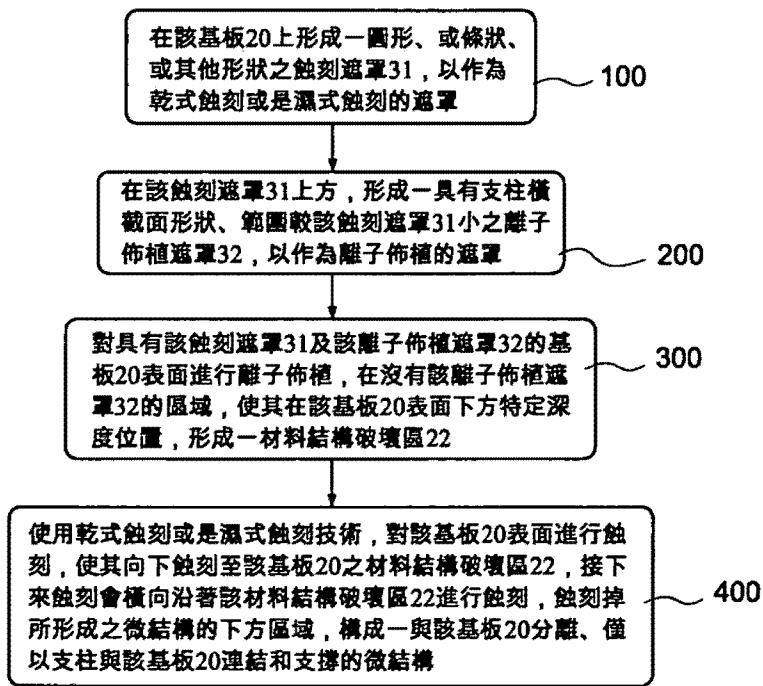 在該基板20上形成一圓形、或條狀、
或其他形狀之蝕刻遮罩31，以作為
乾式蝕刻或是濕式蝕刻的遮罩
100
在該蝕刻遮罩31上方，形成一具有支柱橫
截面形狀、範圍較該蝕刻遮罩31小之離子
佈植遮罩32，以作為離子佈植的遮罩
200
對具有該蝕刻遮罩31及該離子佈植遮罩32的基
板20表面進行離子佈植，在沒有該離子佈植遮
罩32的區域，使其在該基板20表面下方特定深
度位置，形成一材料結構破壞區22
300
使用乾式蝕刻或是濕式蝕刻技術，對該基板20表面進行蝕
刻，使其向下蝕刻至該基板20之材料結構破壞區22，接下
來蝕刻會橫向沿著該材料結構破壞區22進行蝕刻，蝕刻掉
所形成之微結構的下方區域，構成一與該基板20分離、僅
以支柱與該基板20連結和支撐的微結構
400